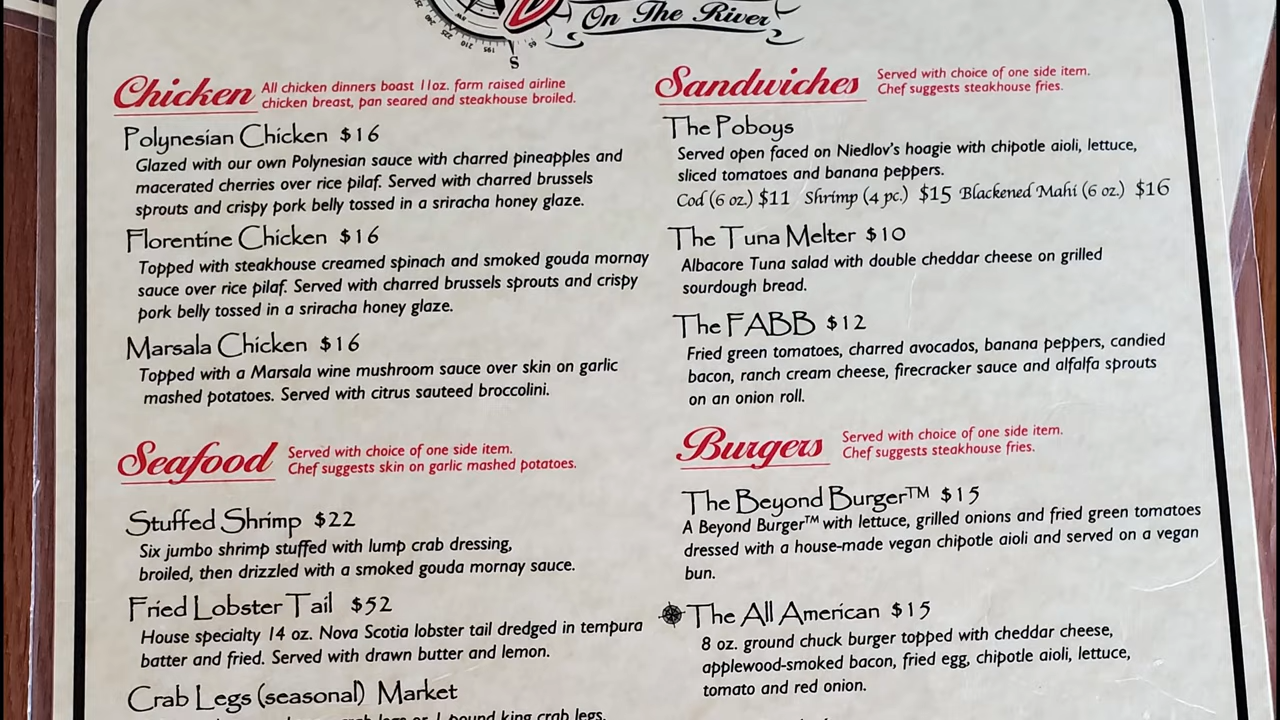 On The River
S
Chicken
All chicken dinners boast 11oz. farm raised airline
chicken breast, pan seared and steakhouse broiled.
Polynesian Chicken $16
Glazed with our own Polynesian sauce with charred pineapples and
macerated cherries over rice pilaf. Served with charred brussels
sprouts and crispy pork belly tossed in a sriracha honey glaze.
Florentine Chicken $16
Topped with steakhouse creamed spinach and smoked gouda mornay
sauce over rice pilaf. Served with charred brussels sprouts and crispy
pork belly tossed in a sriracha honey glaze.
Marsala Chicken $16
Topped with a Marsala wine mushroom sauce over skin on garlic
mashed potatoes. Served with citrus sauteed broccolini.
Seafood
Served with choice of one side item.
Chef suggests skin on garlic mashed potatoes.
Stuffed Shrimp $22
Six jumbo shrimp stuffed with lump crab dressing,
broiled, then drizzled with a smoked gouda mornay sauce.
Fried Lobster Tail $52
House specialty 14 oz. Nova Scotia lobster tail dredged in tempura
batter and fried. Served with drawn butter and lemon.
Crab Legs (seasonal) Market
crab legs or 1 pound king crab legs.
Sandwiches
Served with choice of one side item.
Chef suggests steakhouse fries.
The Poboys
Served open faced on Niedlov's hoagie with chipotle aioli, lettuce,
sliced tomatoes and banana peppers.
Cod (6 oz.) $11 Shrimp (4 pc.) $15 Blackened Mahi (6 oz.) $16
The Tuna Melter $10
Albacore Tuna salad with double cheddar cheese on grilled
sourdough bread.
The FABB $12
Fried green tomatoes, charred avocados, banana peppers, candied
bacon, ranch cream cheese, firecracker sauce and alfalfa sprouts
on an onion roll.
Burgers
Served with choice of one side item.
Chef suggests steakhouse fries.
The Beyond Burger™ $15
A Beyond Burger™ with lettuce, grilled onions and fried green tomatoes
dressed with a house-made vegan chipotle aioli and served on a vegan
bun.
The All American $15
8 oz. ground chuck burger topped with cheddar cheese,
applewood-smoked bacon, fried egg, chipotle aioli, lettuce,
tomato and red onion.